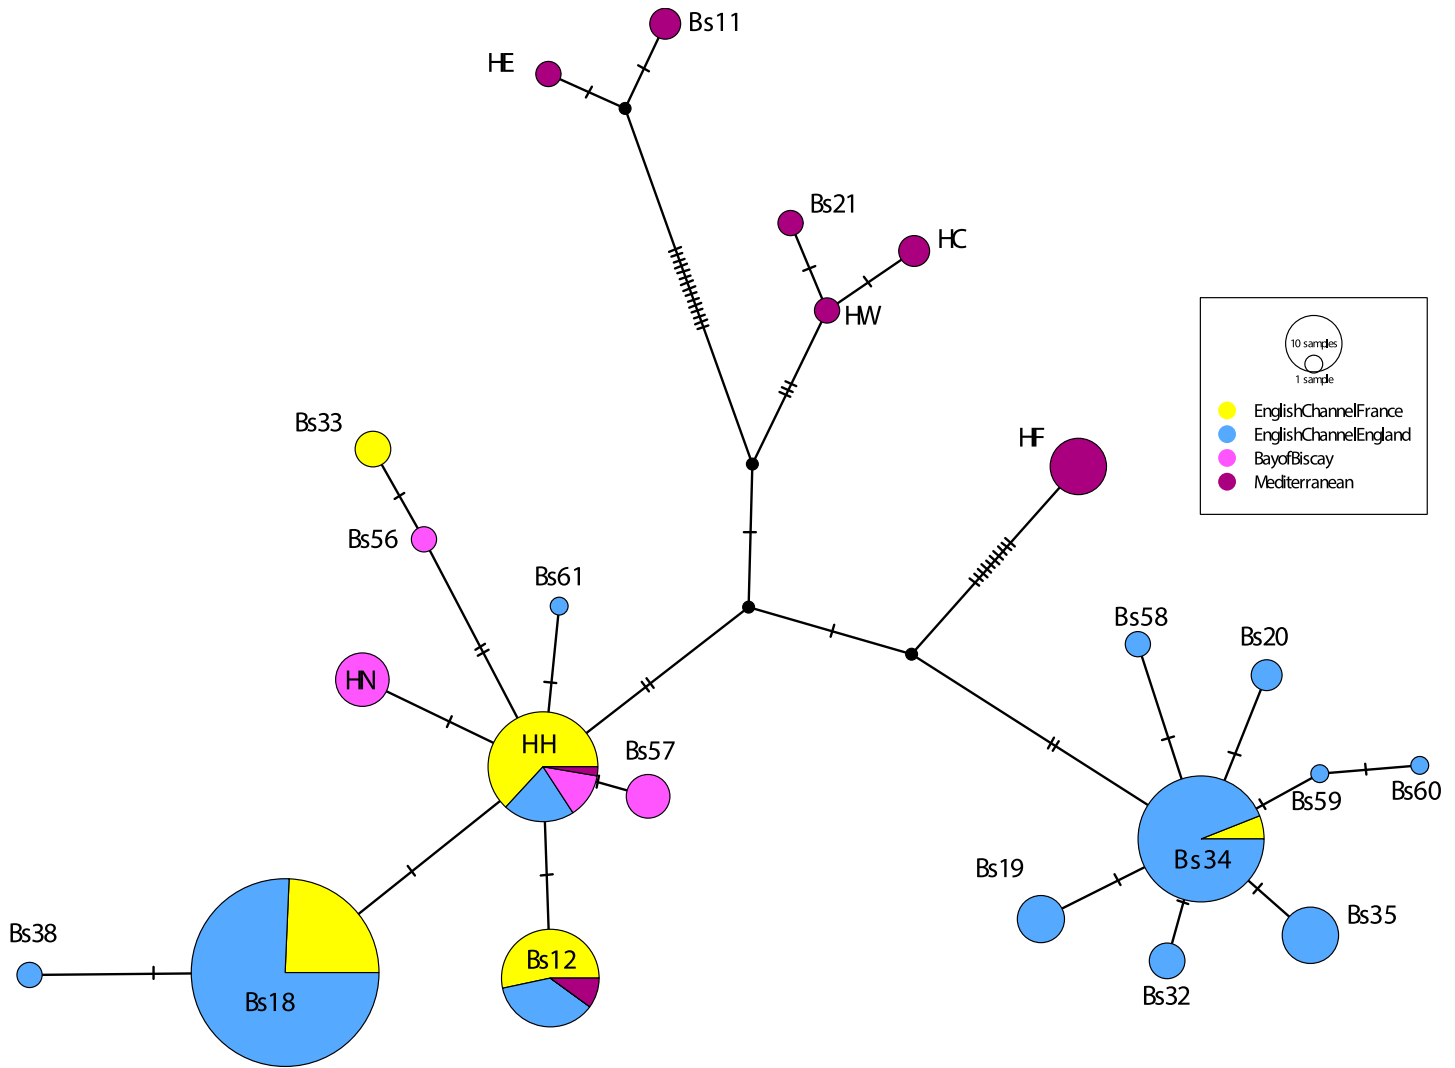 Bs11
HE
Bs21
HC
HW
10 samples
1 sample
EnglishChannelFrance
EnglishChannelEngland
BayofBiscay
Mediterranean
Bs33
HF
Bs56
Bs61
Bs58
Bs20
HN
HH
Bs57
Bs59
Bs60
Bs34
Bs19
Bs35
Bs38
Bs12
Bs18
Bs32